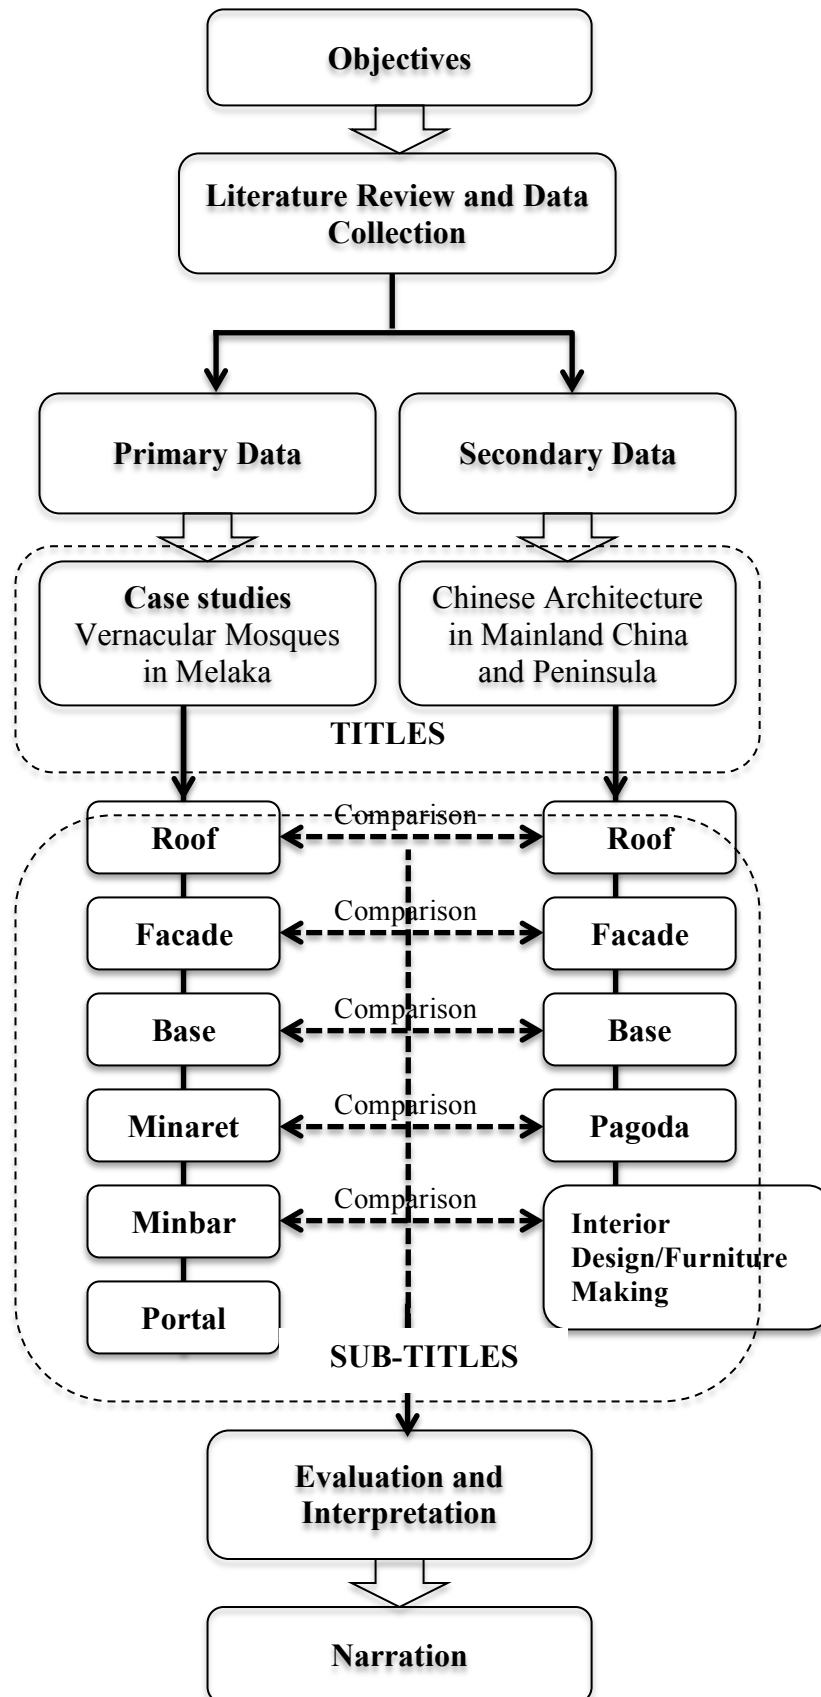 Objectives
Literature Review and Data
Collection
Primary Data
Secondary Data
Case studies
Vernacular Mosques
in Melaka
Chinese Architecture
in Mainland China
and Peninsula
TITLES
Roof
Comparison
Roof
Facade
Comparison
Facade
Base
Comparison
Base
Minaret
Comparison
Pagoda
Minbar
Comparison
Interior
Design/Furniture
Making
Portal
SUB-TITLES
Evaluation and
Interpretation
Narration